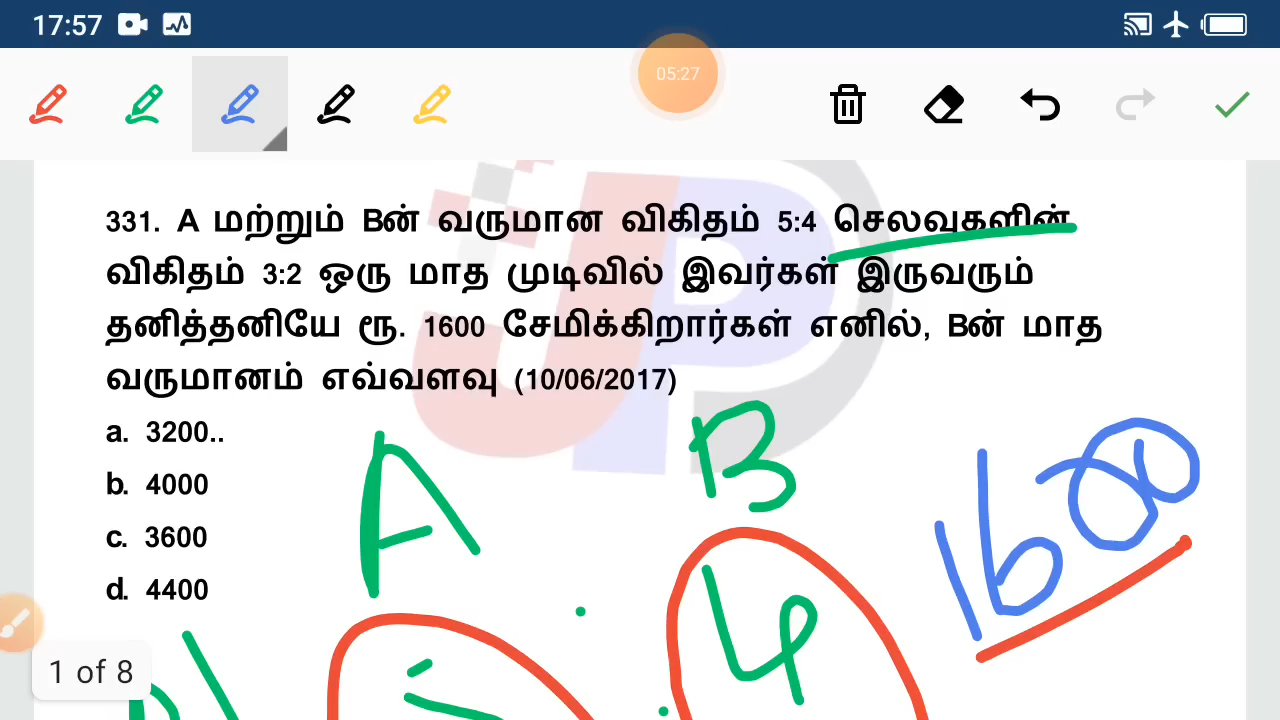 17:57
05:27
331. A மற்றும் Bன் வருமான விகிதம் 5:4 செலவுகளின்
விகிதம் 3:2 ஒரு மாத முடிவில் இவர்கள் இருவரும்
தனித்தனியே ரூ. 1600 சேமிக்கிறார்கள் எனில், Bன் மாத
வருமானம் எவ்வளவு (10/06/2017)
a. 3200..
b. 4000
c. 3600
d. 4400
A B
1600
: 4
1 of 8